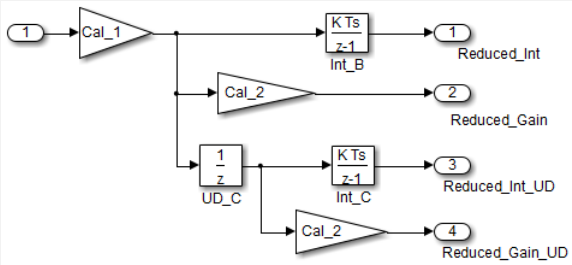 1
Cal_1
K Ts
z-1
Int_B
1
Reduced_Int
Cal_2
2
Reduced_Gain
1
z
UD_C
K Ts
z-1
Int_C
3
Reduced_Int_UD
Cal_2
4
Reduced_Gain_UD